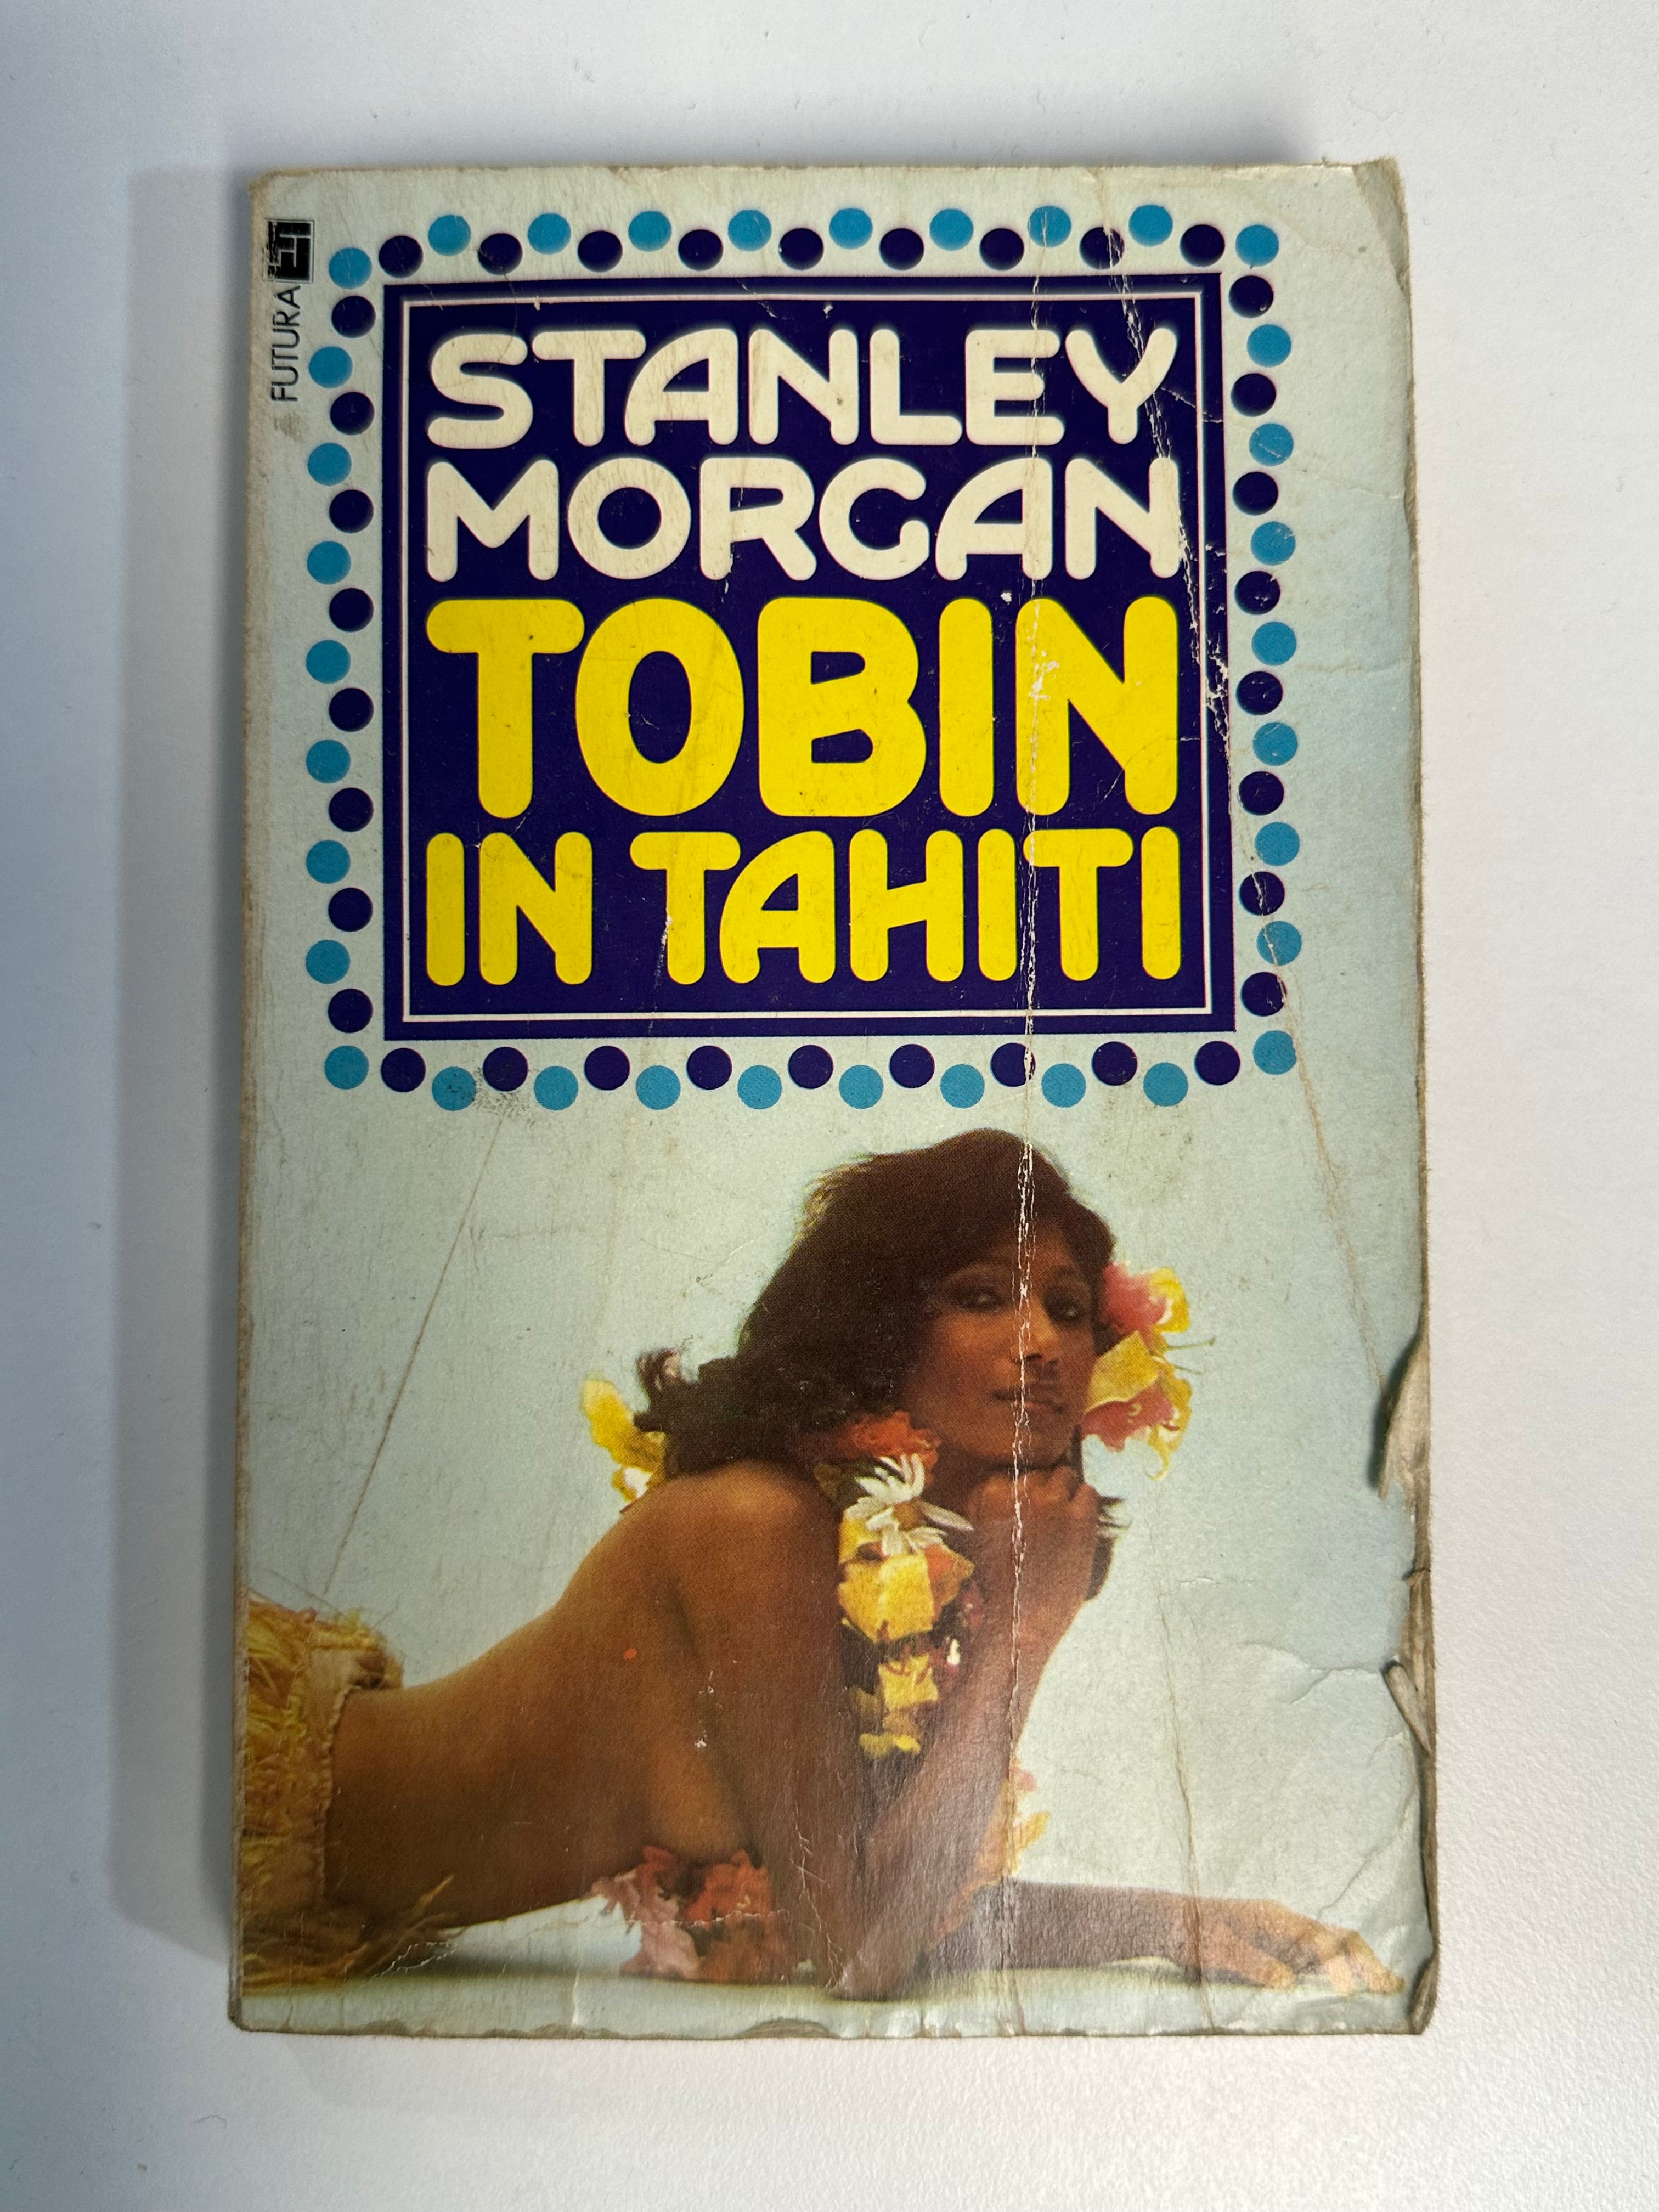 FUTURA
STANLEY
MORGAN
TOBIN
IN TAHITI